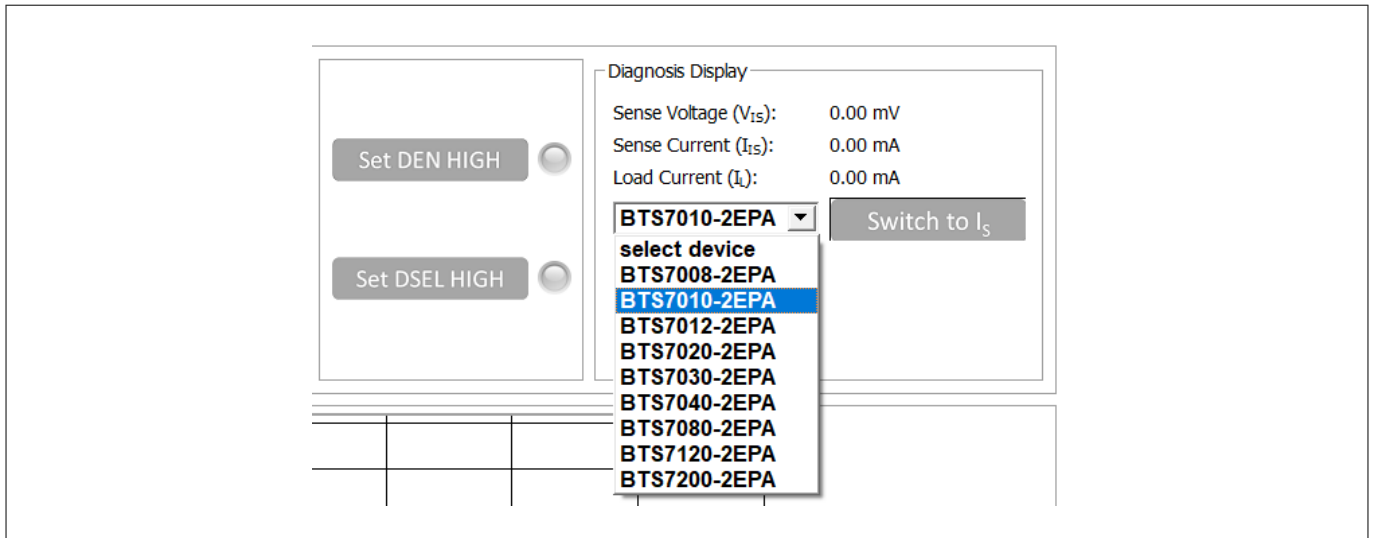 Set DEN HIGH
Set DSEL HIGH
Diagnosis Display
Sense Voltage (VIS): 0.00 mV
Sense Current (IIS): 0.00 mA
Load Current (IL): 0.00 mA
BTS7010-2EPA
Switch to IS
select device
BTS7008-2EPA
BTS7010-2EPA
BTS7012-2EPA
BTS7020-2EPA
BTS7030-2EPA
BTS7040-2EPA
BTS7080-2EPA
BTS7120-2EPA
BTS7200-2EPA